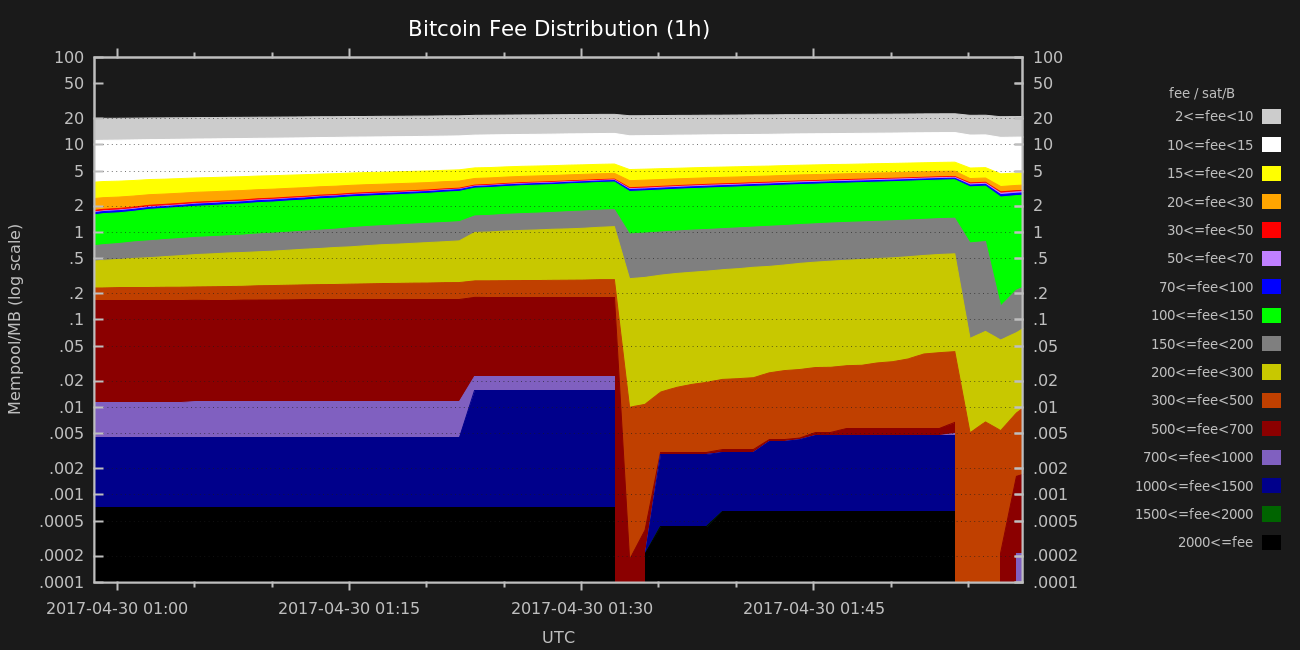 Bitcoin Fee Distribution (1h)
100
50
20
10
5
2
1
.5
.2
.1
.05
.02
.01
.005
.002
.001
.0005
.0002
.0001
Mempool/MB (log scale)
100
50
20
10
5
2
1
.5
.2
.1
.05
.02
.01
.005
.002
.001
.0005
.0002
.0001
2017-04-30 01:00
2017-04-30 01:15
2017-04-30 01:30
2017-04-30 01:45
UTC
fee / sat/B
2<=fee<10
10<=fee<15
15<=fee<20
20<=fee<30
30<=fee<50
50<=fee<70
70<=fee<100
100<=fee<150
150<=fee<200
200<=fee<300
300<=fee<500
500<=fee<700
700<=fee<1000
1000<=fee<1500
1500<=fee<2000
2000<=fee